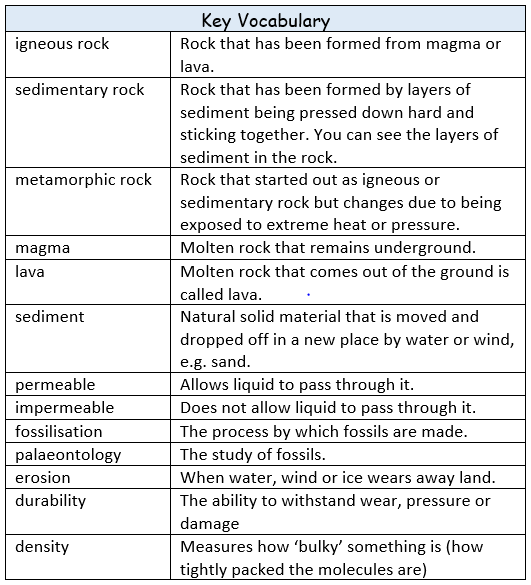 Key Vocabulary
igneous rock Rock that has been formed from magma or
lava.
sedimentary rock Rock that has been formed by layers of
sediment being pressed down hard and
sticking together. You can see the layers of
sediment in the rock.
metamorphic rock Rock that started out as igneous or
sedimentary rock but changes due to being
exposed to extreme heat or pressure.
magma Molten rock that remains underground.
lava Molten rock that comes out of the ground is
called lava.
sediment Natural solid material that is moved and
dropped off in a new place by water or wind,
e.g. sand.
permeable Allows liquid to pass through it.
impermeable Does not allow liquid to pass through it.
fossilisation The process by which fossils are made.
palaeontology The study of fossils.
erosion When water, wind or ice wears away land.
durability The ability to withstand wear, pressure or
damage
density Measures how ‘bulky’ something is (how
tightly packed the molecules are)